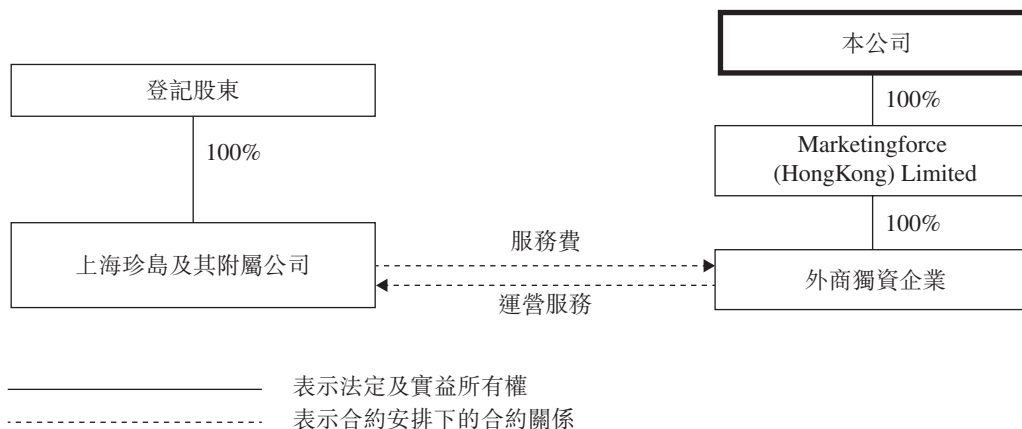 本公司
登記股東
100%
100%
Marketingforce
(HongKong) Limited
100%
服務費
上海珍島及其附屬公司
外商獨資企業
運營服務
表示法定及實益所有權
表示合約安排下的合約關係